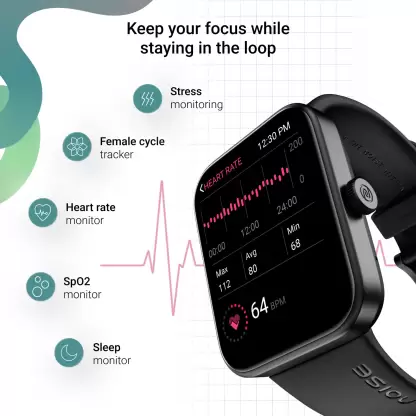 Keep your focus while
staying in the loop
Stress
monitoring
Female cycle
tracker
Heart rate
monitor
SpO2
monitor
Sleep
monitor
12:30 PM
HEART RATE
200
0
00:00 12:00 24:00
Max Avg Min
112 80 68
64 BPM
noise